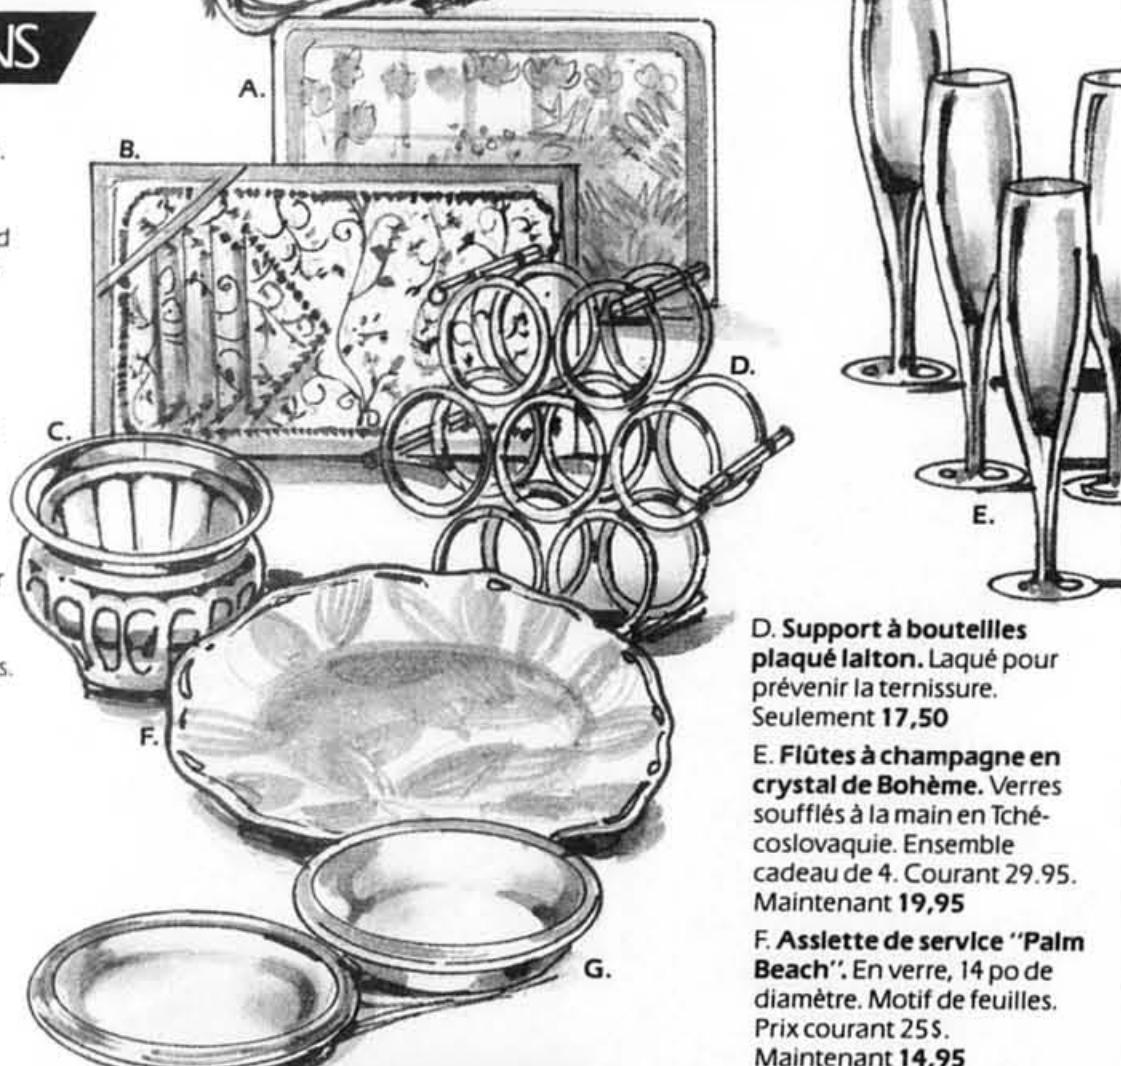 NS
A.
B.
D.
C.
E.
F.
G.
D. Support à bouteilles
plaqué laiton. Laqué pour
prévenir la ternissure.
Seulement 17,50
E. Flûtes à champagne en
crystal de Bohème. Verres
soufflés à la main en Tché-
coslovaquie. Ensemble
cadeau de 4. Courant 29.95.
Maintenant 19,95
F. Assiette de service "Palm
Beach". En verre, 14 po de
diamètre. Motif de feuilles.
Prix courant 25$.
Maintenant 14,95